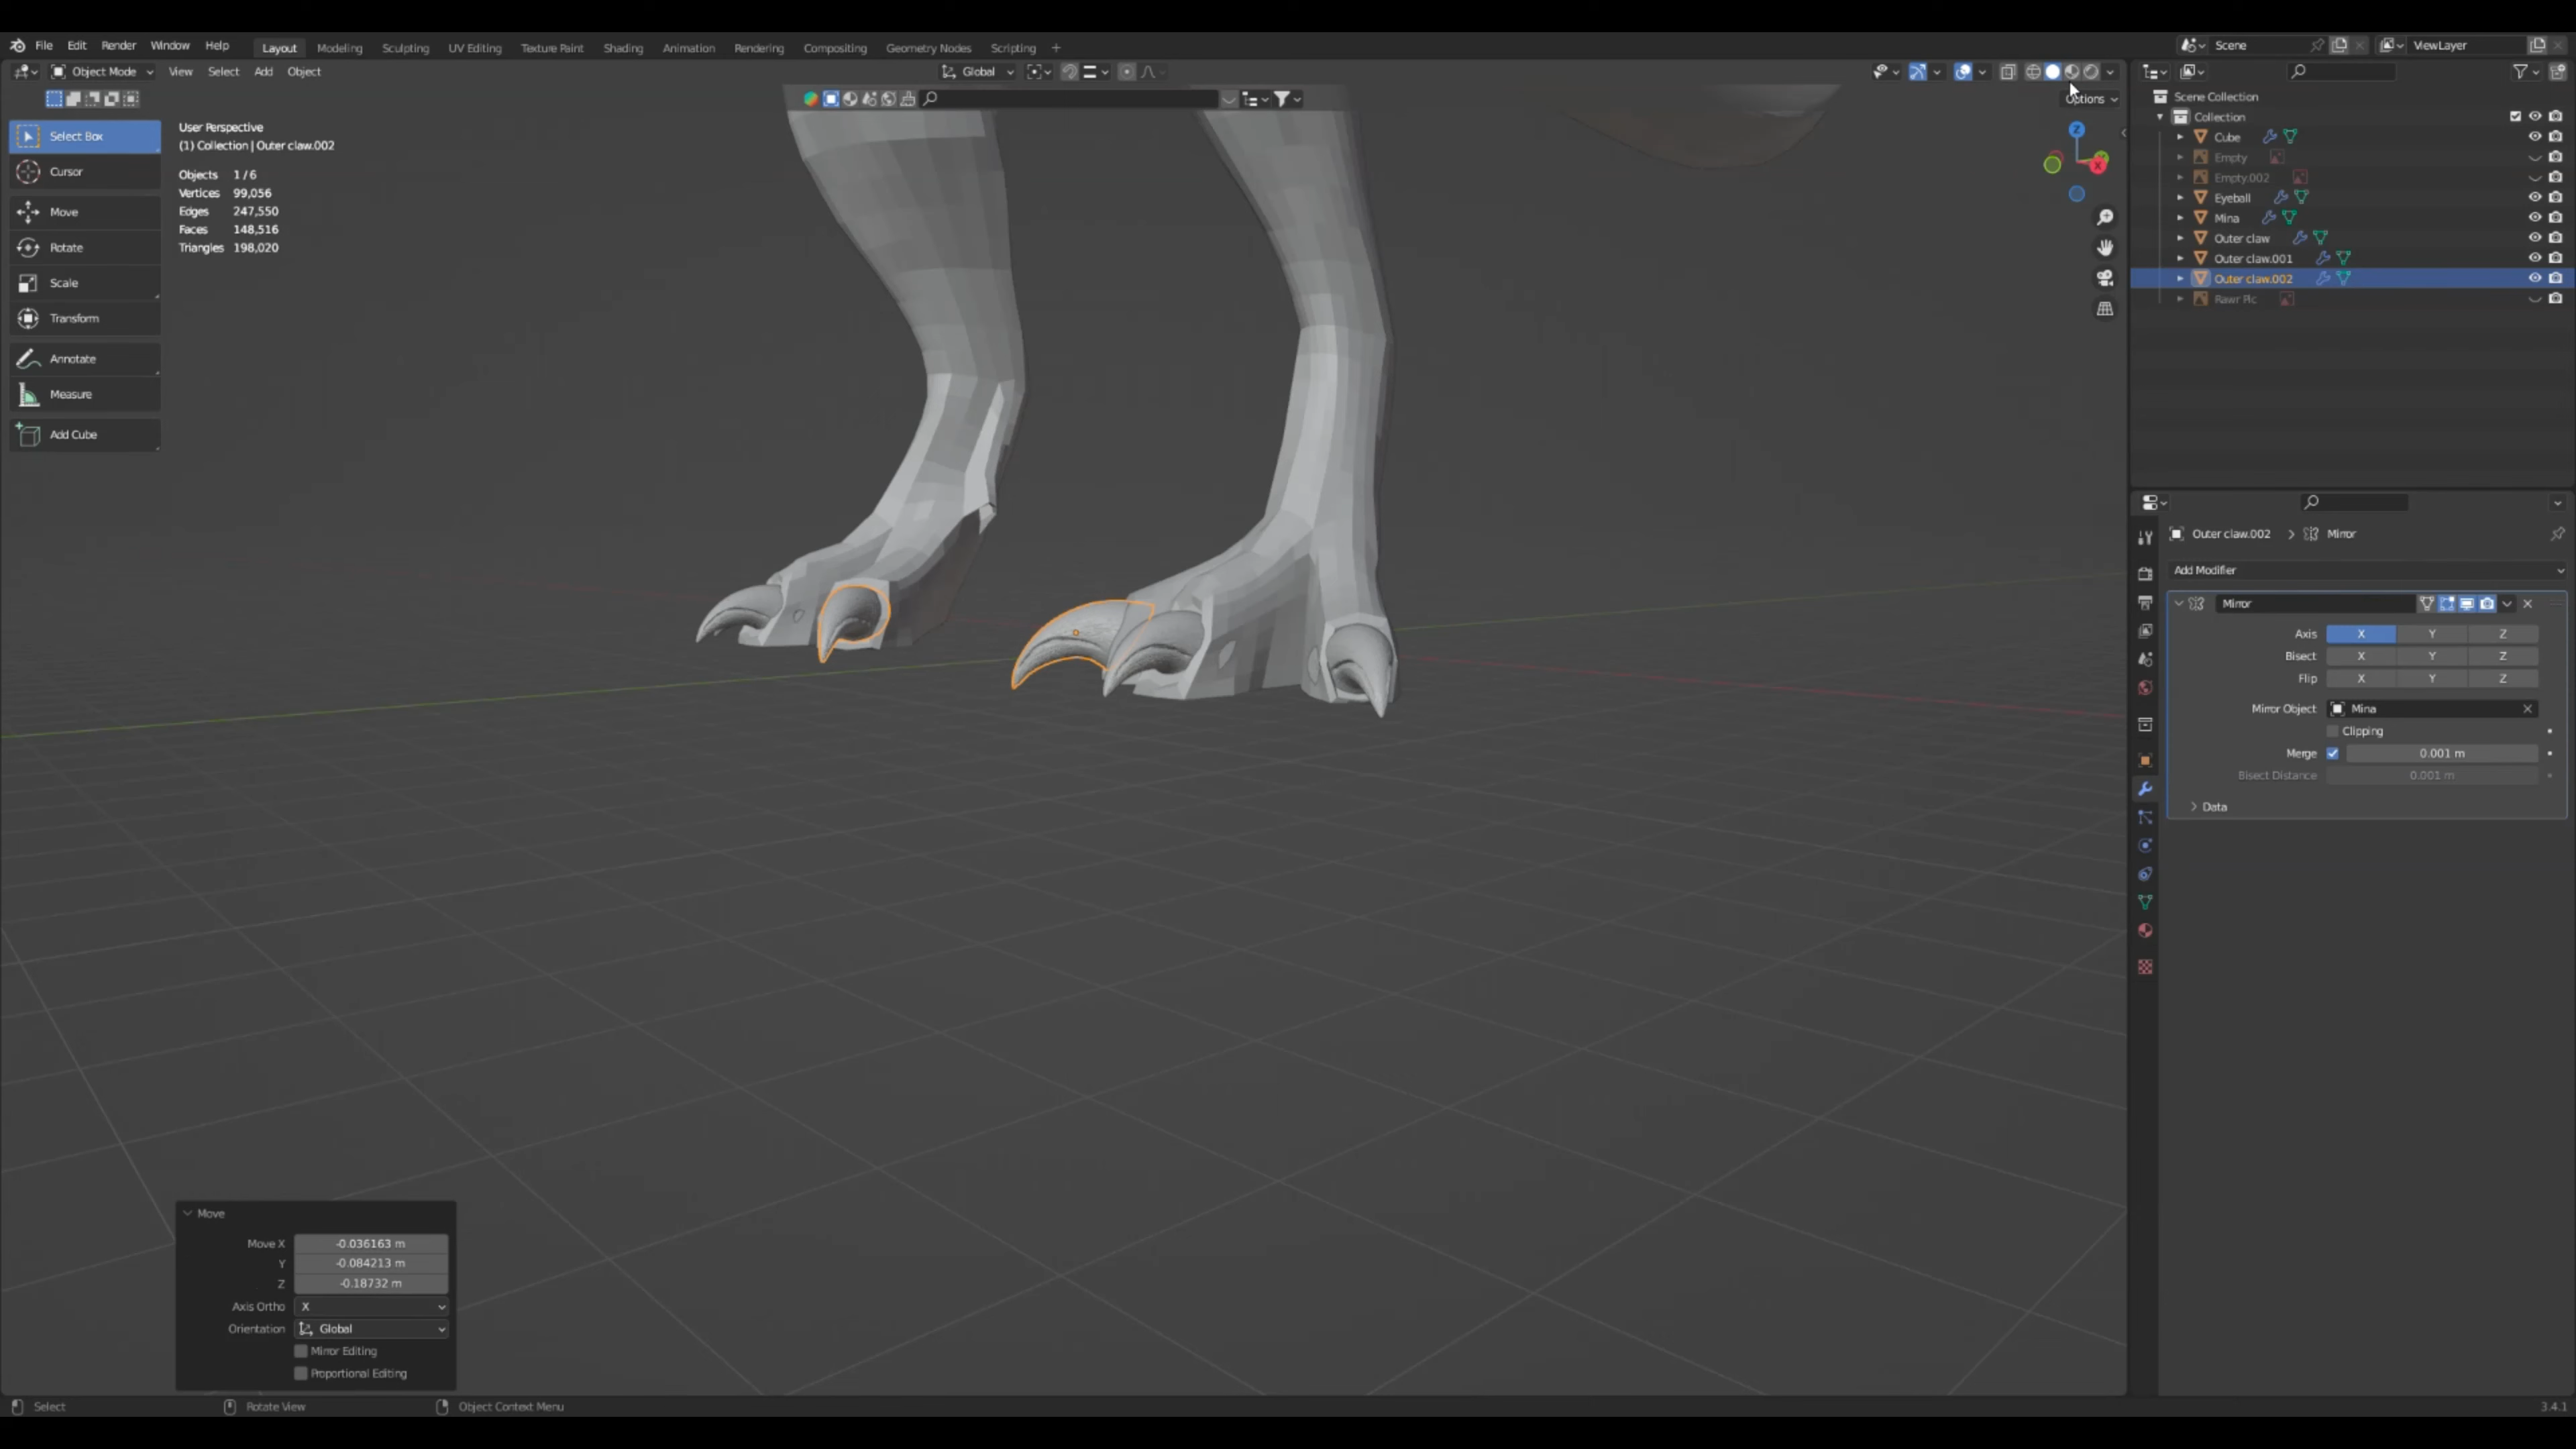 File Edit Render Window Help Layout Modeling Sculpting UV Editing Texture Paint Shading Animation Rendering Compositing Geometry Nodes Scripting + Scene ViewLayer
Object Mode View Select Add Object Global
Options
Select Box
Cursor
Move
Rotate
Scale
Transform
Annotate
Measure
Add Cube
User Perspective
(1) Collection | Outer claw.002
Objects 1/6
Vertices 99,056
Edges 247,550
Faces 148,516
Triangles 198,020
Z
X
Scene Collection
Collection
Cube
Empty
Empty.002
Eyeball
Mina
Outer claw
Outer claw.001
Outer claw.002
Rawr Pic
Outer claw.002 > Mirror
Add Modifier
Mirror
Axis X Y Z
Bisect X Y Z
Flip X Y Z
Mirror Object Mina
Clipping
Merge 0.001 m
Bisect Distance 0.001 m
Data
Move
Move X -0.036163 m
Y -0.084213 m
Z -0.18732 m
Axis Ortho X
Orientation Global
Mirror Editing
Proportional Editing
Select Rotate View Object Context Menu 3.4.1